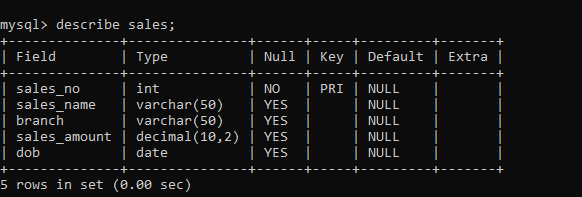 mysql> describe sales;
+--------------+---------------+------+-----+---------+-------+
| Field        | Type          | Null | Key | Default | Extra |
+--------------+---------------+------+-----+---------+-------+
| sales_no     | int           | NO   | PRI | NULL    |       |
| sales_name   | varchar(50)   | YES  |     | NULL    |       |
| branch       | varchar(50)   | YES  |     | NULL    |       |
| sales_amount | decimal(10,2) | YES  |     | NULL    |       |
| dob          | date          | YES  |     | NULL    |       |
+--------------+---------------+------+-----+---------+-------+
5 rows in set (0.00 sec)